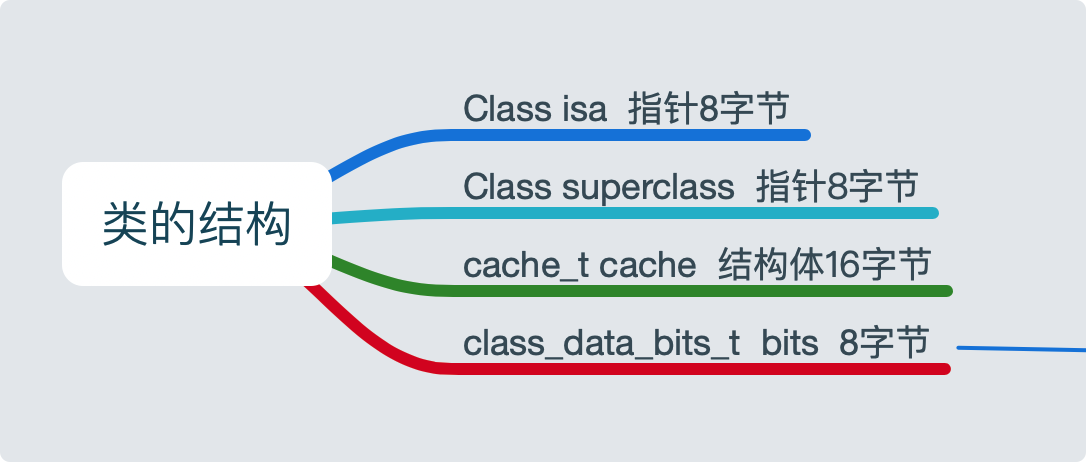 类的结构
Class isa  指针8字节
Class superclass  指针8字节
cache_t cache  结构体16字节
class_data_bits_t  bits  8字节